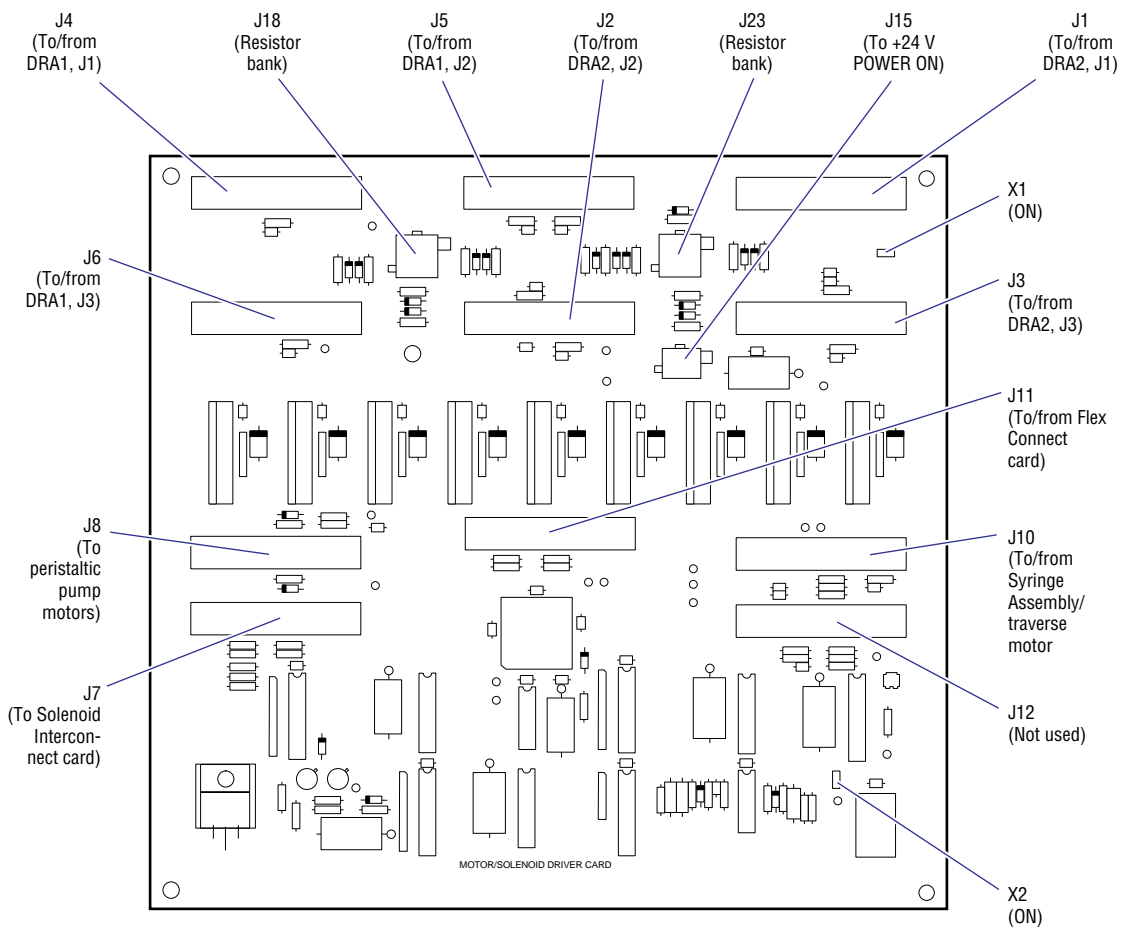 J4
(To/from
DRA1, J1)
J18
(Resistor
bank)
J5
(To/from
DRA1, J2)
J2
(To/from
DRA2, J2)
J23
(Resistor
bank)
J15
(To +24 V
POWER ON)
J1
(To/from
DRA2, J1)
X1
(ON)
J6
(To/from
DRA1, J3)
J3
(To/from
DRA2, J3)
J11
(To/from Flex
Connect
card)
J8
(To
peristaltic
pump
motors)
J10
(To/from
Syringe
Assembly/
traverse
motor
J7
(To Solenoid
Intercon-
nect card)
J12
(Not used)
MOTOR/SOLENOID DRIVER CARD
X2
(ON)